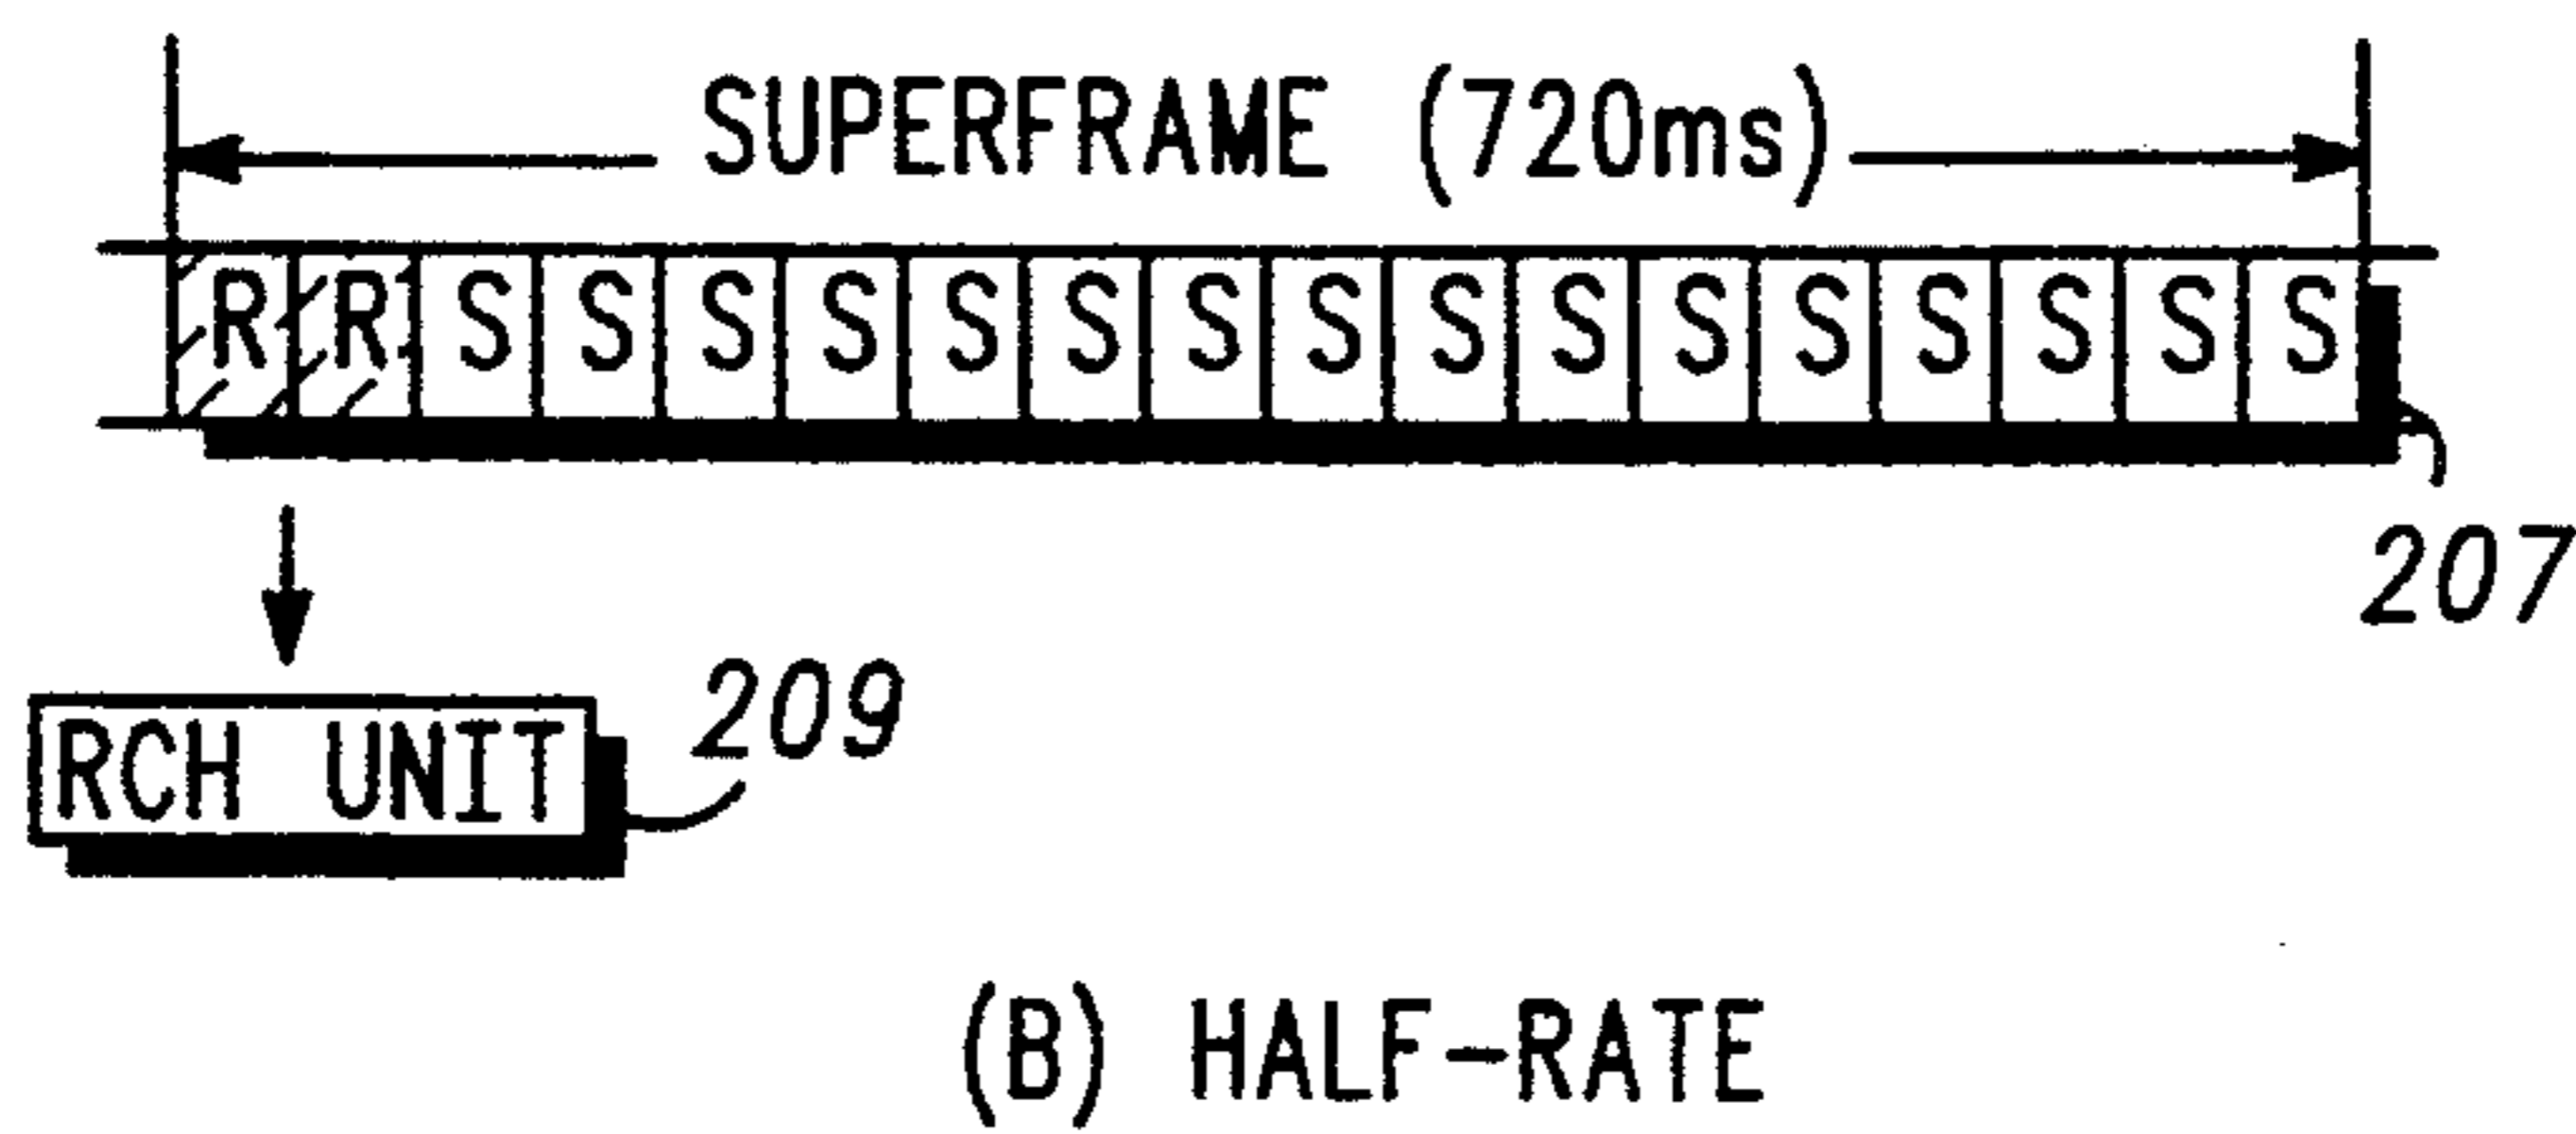 SUPERFRAME (720ms)
R R S S S S S S S S S S S S S S S S
207
RCH UNIT 209
(B) HALF-RATE